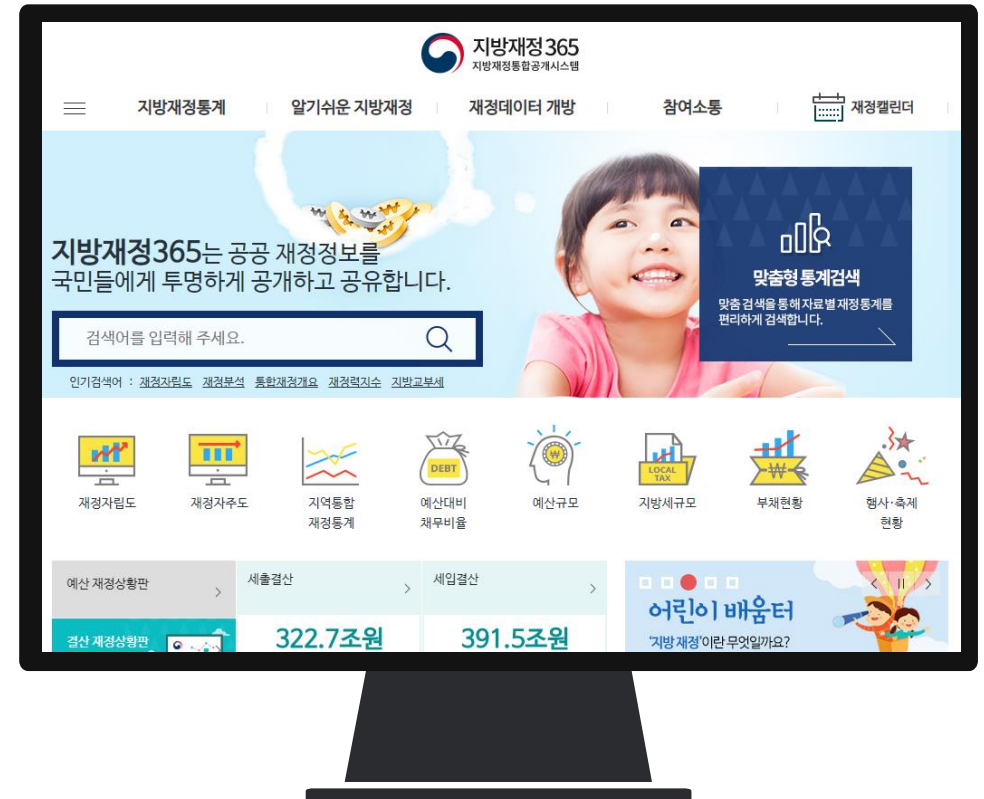 지방재정 365
지방재정통합공개시스템
지방재정통계
알기쉬운 지방재정
재정데이터 개방
참여소통
재정캘린더
지방재정365는 공공 재정정보를
국민들에게 투명하게 공개하고 공유합니다.
검색어를 입력해 주세요.
인기검색어 : 재정자립도 재정분석 통합재정개요 재정력지수 지방교부세
맞춤형 통계검색
맞춤 검색을 통해 자료별 재정통계를
편리하게 검색합니다.
재정자립도
재정자주도
지역통합
재정통계
DEBT
예산대비
채무비율
예산규모
LOCAL
TAX
지방세규모
부채현황
행사·축제
현황
예산 재정상황판
결산 재정상황판
세출결산
322.7조원
세입결산
391.5조원
어린이 배움터
'지방 재정'이란 무엇일까요?